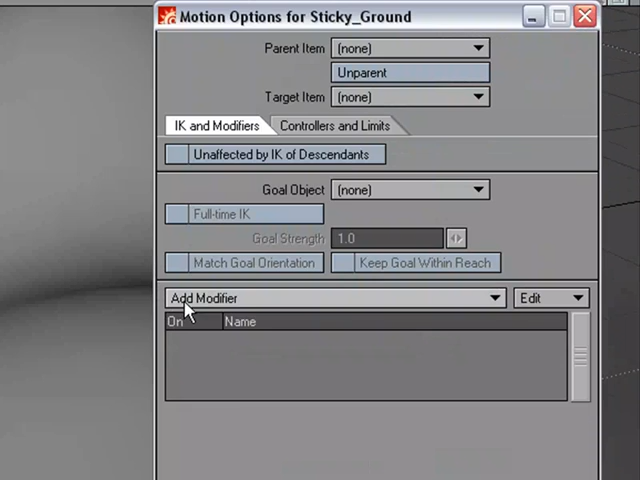 Motion Options for Sticky_Ground
Parent Item (none)
Unparent
Target Item (none)
IK and Modifiers Controllers and Limits
Unaffected by IK of Descendants
Goal Object (none)
Full-time IK
Goal Strength 1.0
Match Goal Orientation Keep Goal Within Reach
Add Modifier Edit
On Name